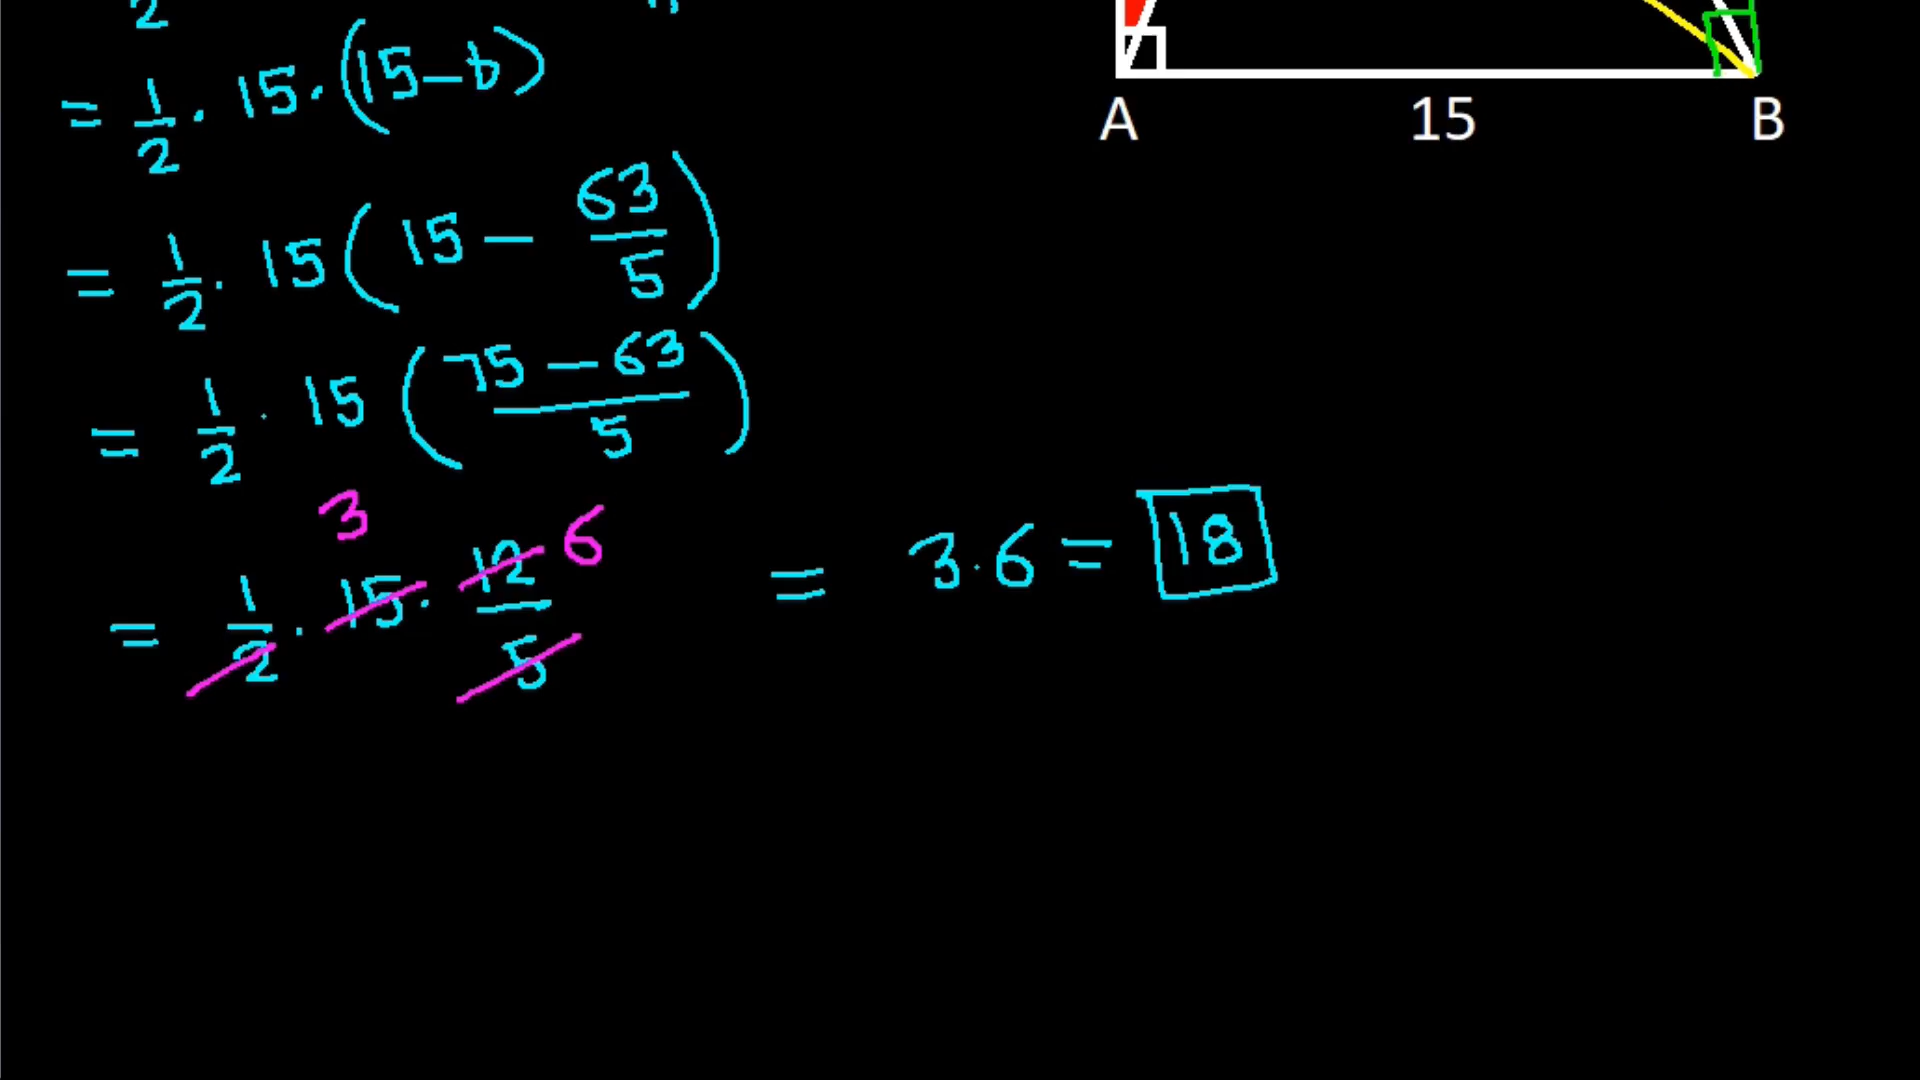 2
= 1/2 · 15 · (15 – b)
A 15 B
= 1/2 · 15 (15 – 63/5)
= 1/2 · 15 (75 – 63 / 5)
3 6
= 1/2 · 15 · 12/5 = 3 · 6 = 18